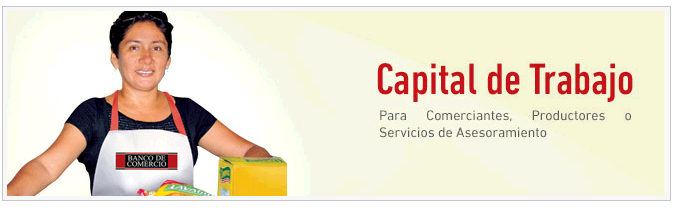 Capital de Trabajo
Para Comerciantes, Productores o
Servicios de Asesoramiento
BANCO DE
COMERCIO